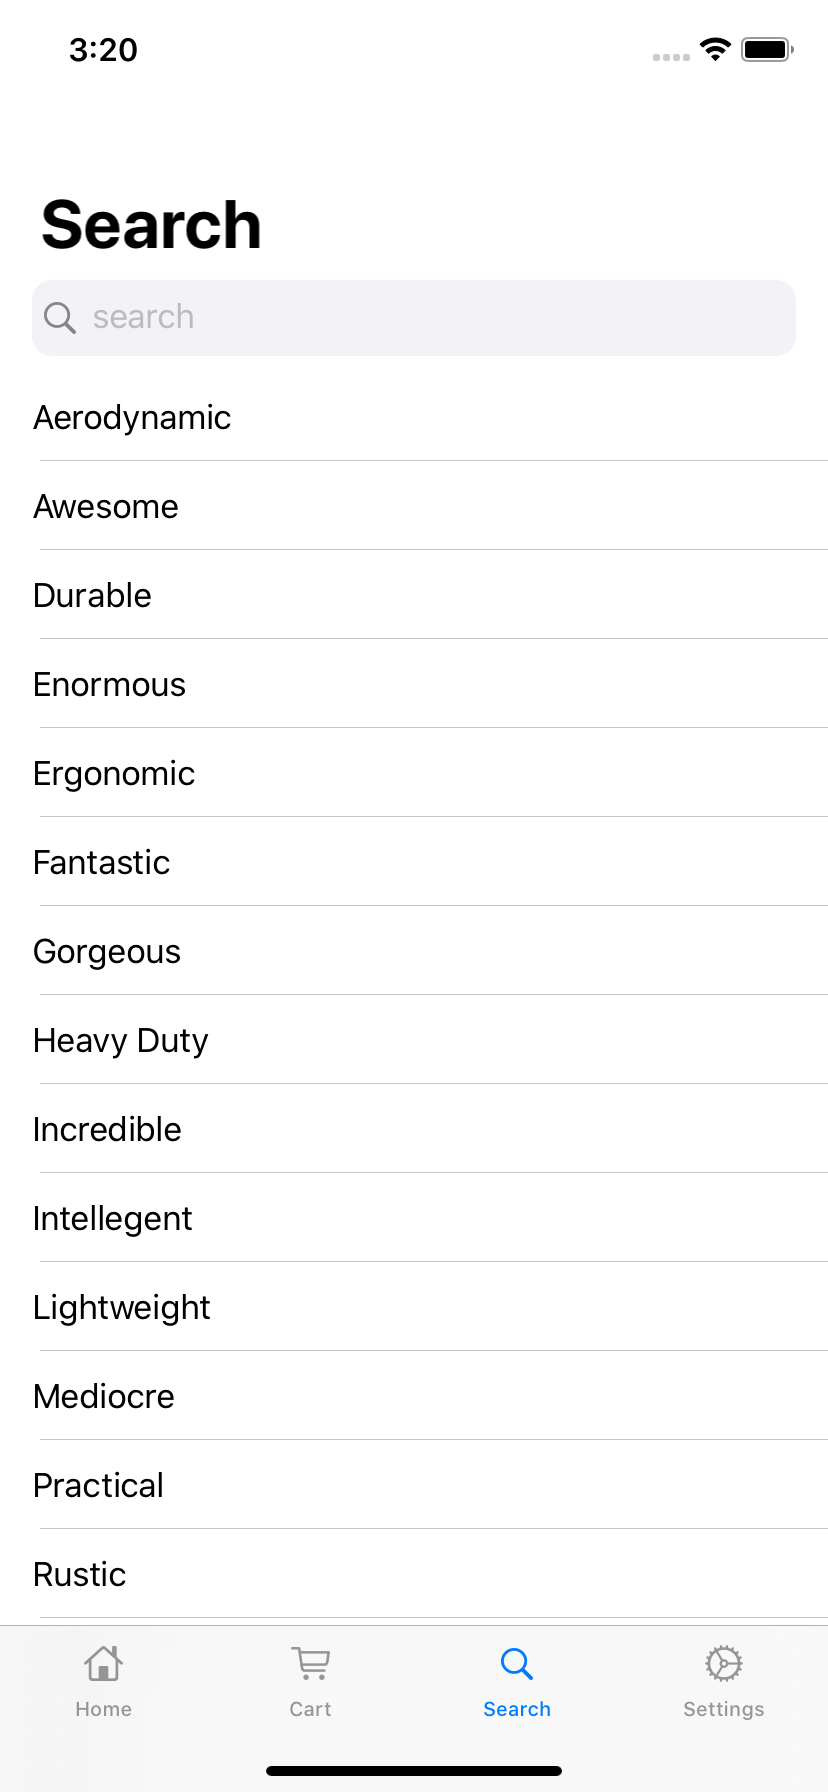 3:20
Search
search
Aerodynamic
Awesome
Durable
Enormous
Ergonomic
Fantastic
Gorgeous
Heavy Duty
Incredible
Intellegent
Lightweight
Mediocre
Practical
Rustic
Home Cart Search Settings